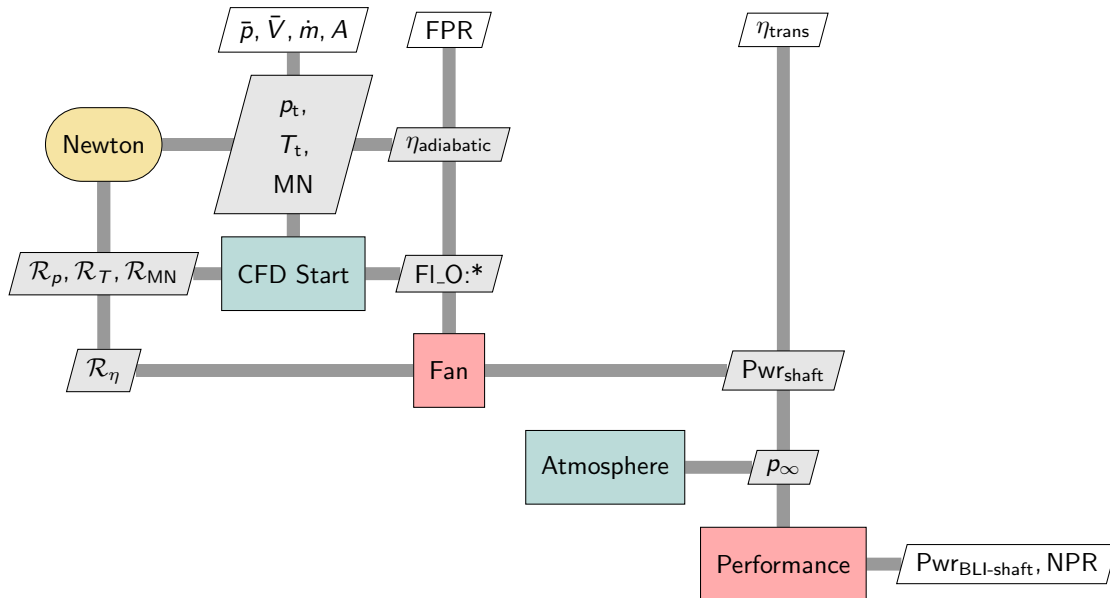 p̄, V̄, ṁ, A
FPR
η_trans
Newton
p_t,
T_t,
MN
η_adiabatic
ℛ_p, ℛ_T, ℛ_MN
CFD Start
Fl_O:*
ℛ_η
Fan
Pwr_shaft
Atmosphere
p_∞
Performance
Pwr_BLI-shaft, NPR